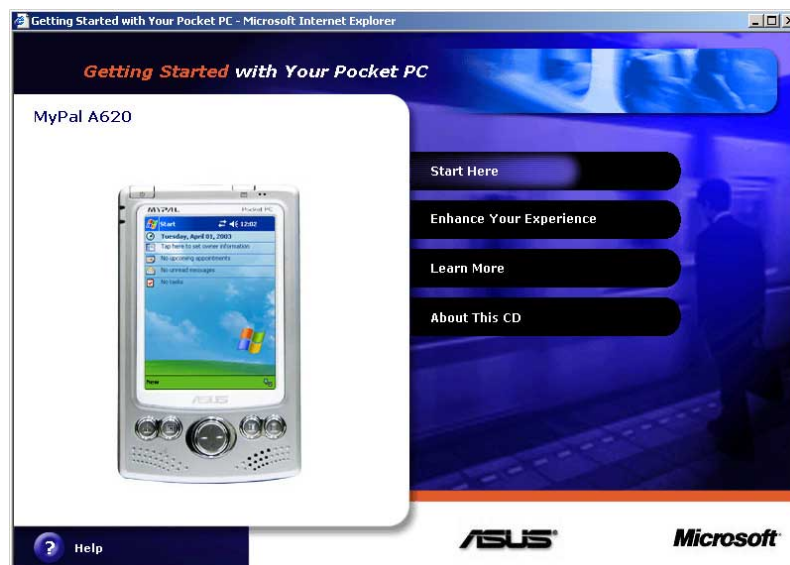 Getting Started with Your Pocket PC - Microsoft Internet Explorer
Getting Started with Your Pocket PC
MyPal A620
MYPAL Pocket PC
Start 12:02
Tuesday, April 01, 2003
Tap here to set owner information
No upcoming appointments
No unread messages
No tasks
New
ASUS
Start Here
Enhance Your Experience
Learn More
About This CD
? Help
ASUS
Microsoft